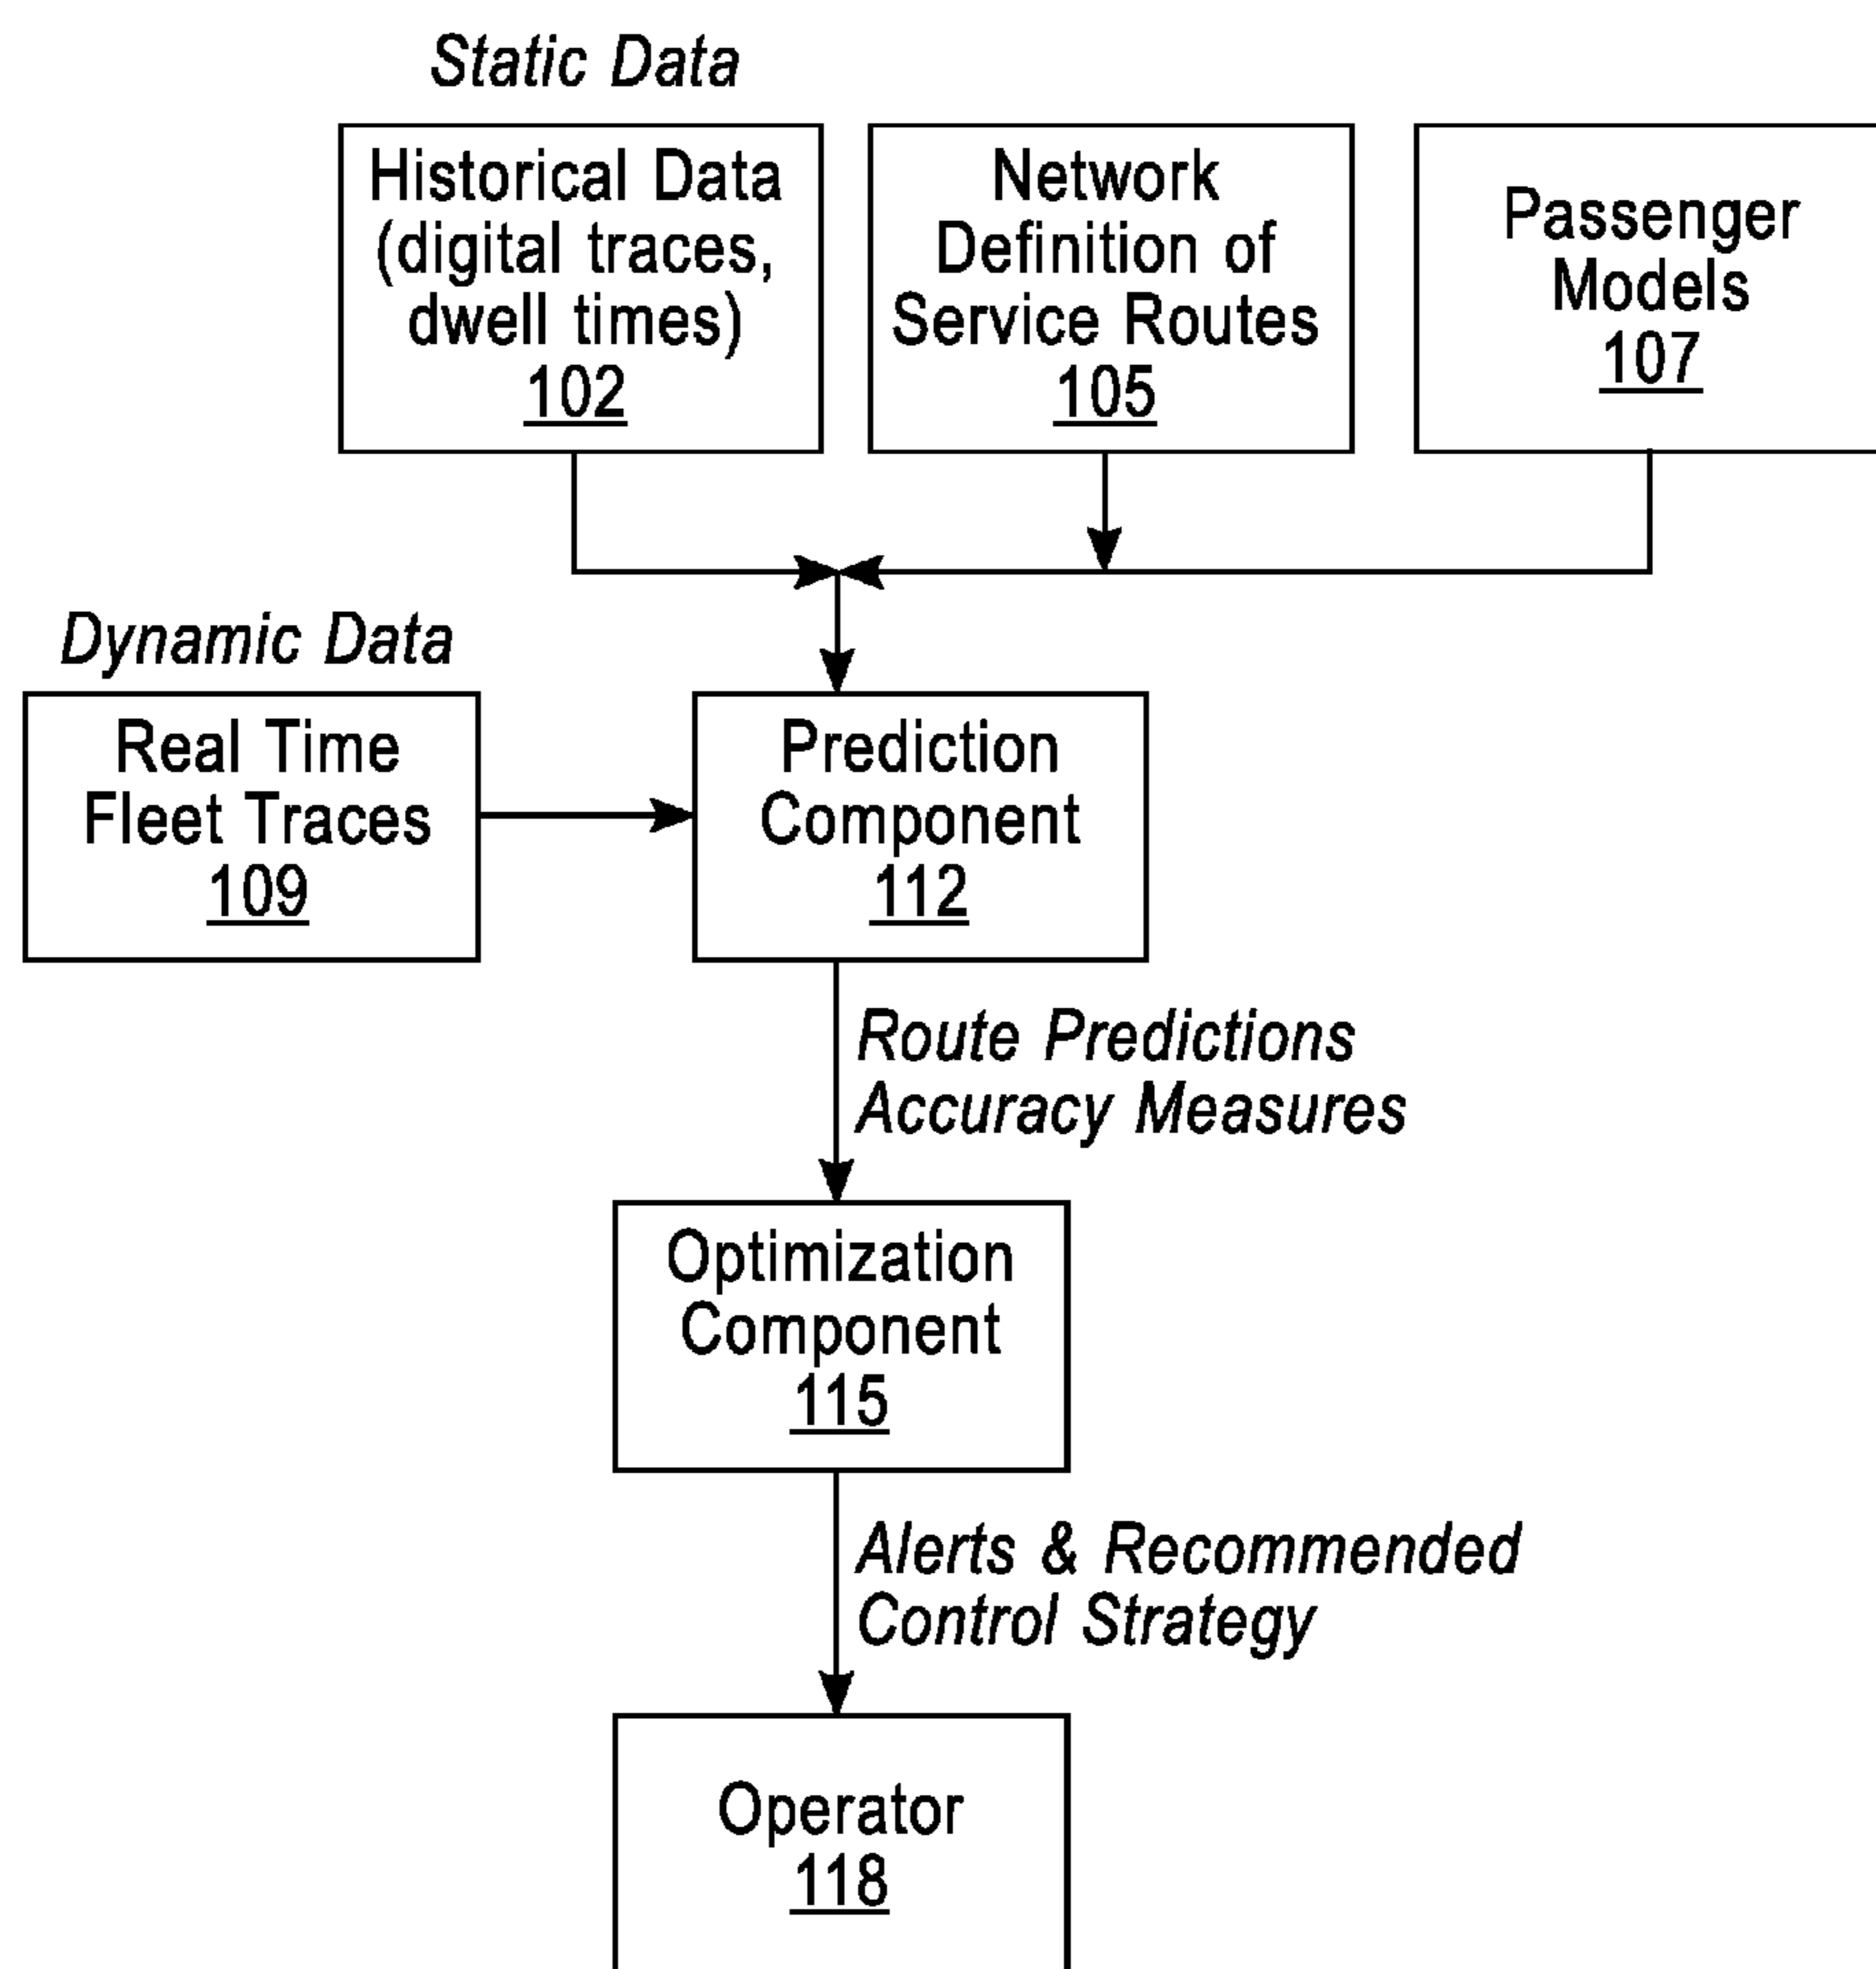 Static Data
Historical Data
(digital traces,
dwell times)
102
Network
Definition of
Service Routes
105
Passenger
Models
107
Dynamic Data
Real Time
Fleet Traces
109
Prediction
Component
112
Route Predictions
Accuracy Measures
Optimization
Component
115
Alerts & Recommended
Control Strategy
Operator
118